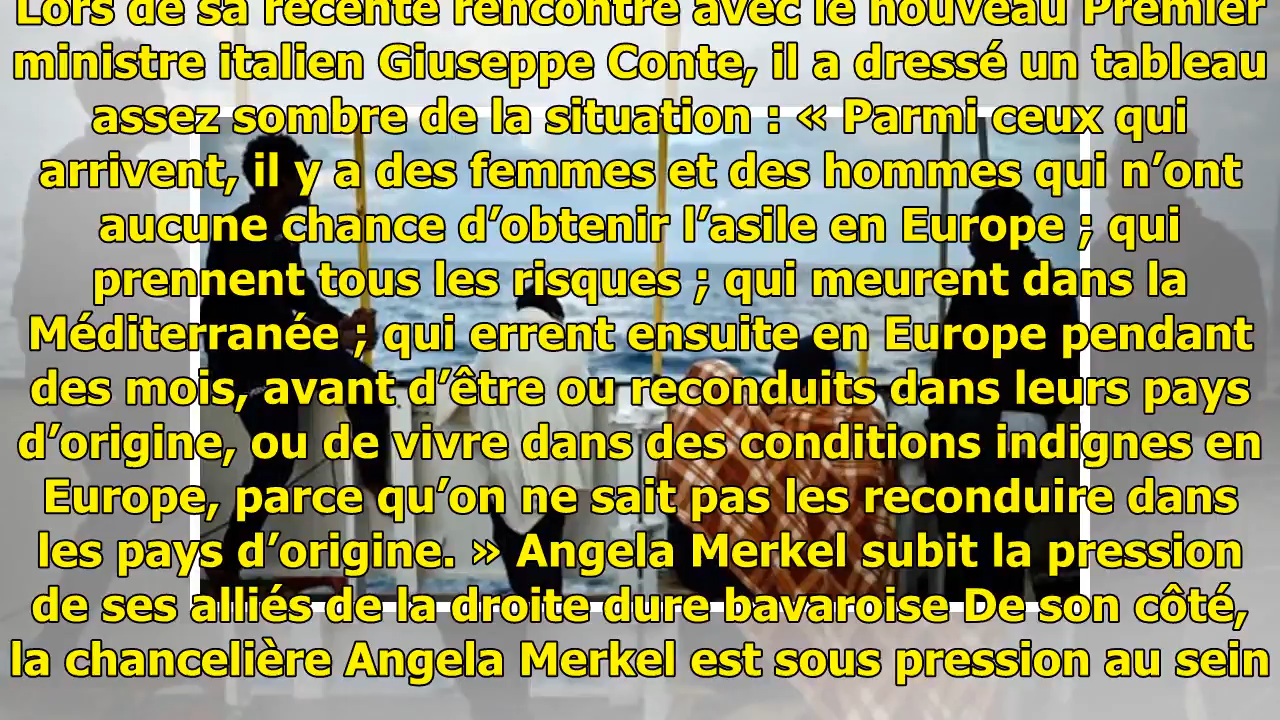 Lors de sa récente rencontre avec le nouveau Premier
ministre italien Giuseppe Conte, il a dressé un tableau
assez sombre de la situation : « Parmi ceux qui
arrivent, il y a des femmes et des hommes qui n’ont
aucune chance d’obtenir l’asile en Europe ; qui
prennent tous les risques ; qui meurent dans la
Méditerranée ; qui errent ensuite en Europe pendant
des mois, avant d’être ou reconduits dans leurs pays
d’origine, ou de vivre dans des conditions indignes en
Europe, parce qu’on ne sait pas les reconduire dans
les pays d’origine. » Angela Merkel subit la pression
de ses alliés de la droite dure bavaroise De son côté,
la chancelière Angela Merkel est sous pression au sein